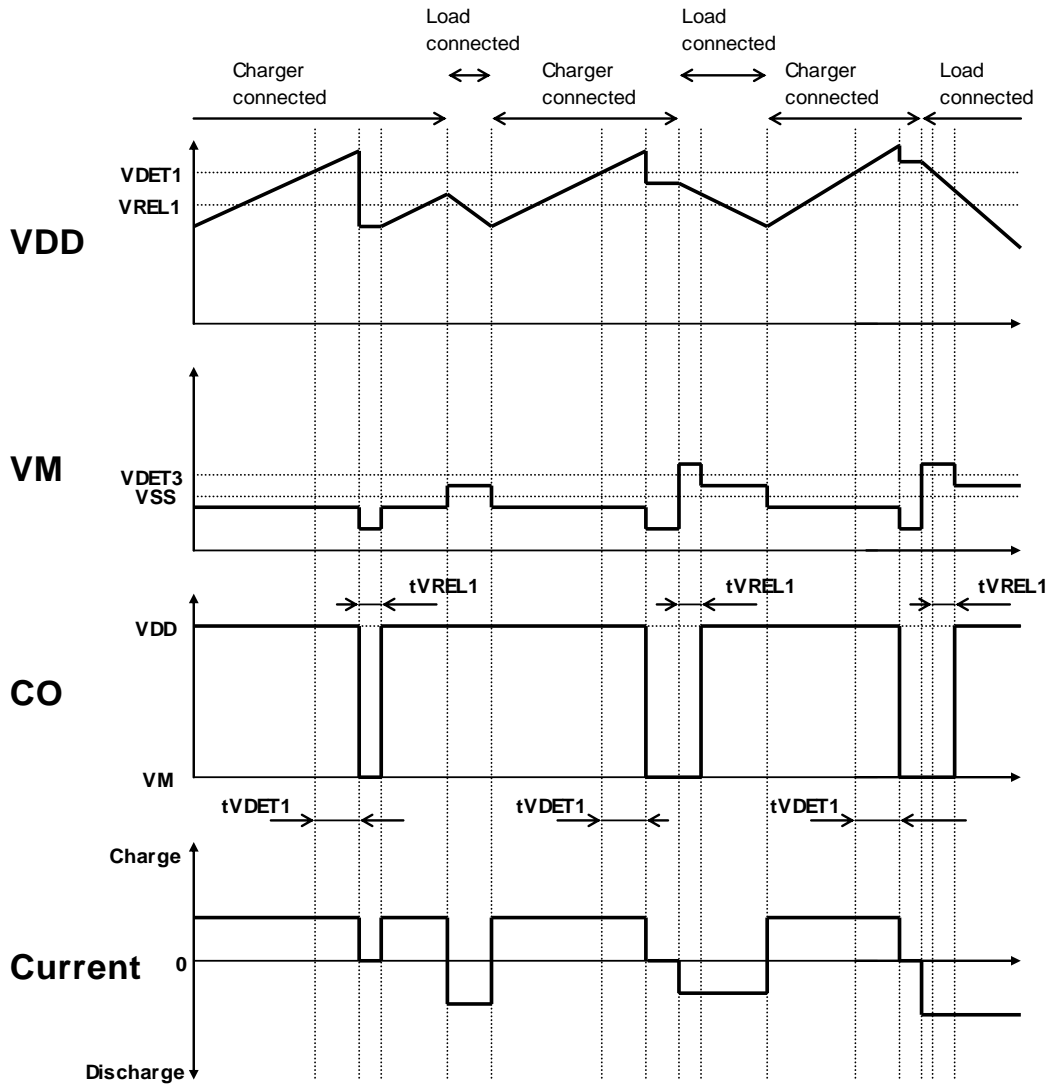 Load
connected
Load
connected
Charger
connected
Charger
connected
Charger
connected
Load
connected
VDET1
VREL1
VDD
VM
VDET3
VSS
tVREL1
tVREL1
tVREL1
VDD
CO
VM
tVDET1
tVDET1
tVDET1
Charge
Current
0
Discharge